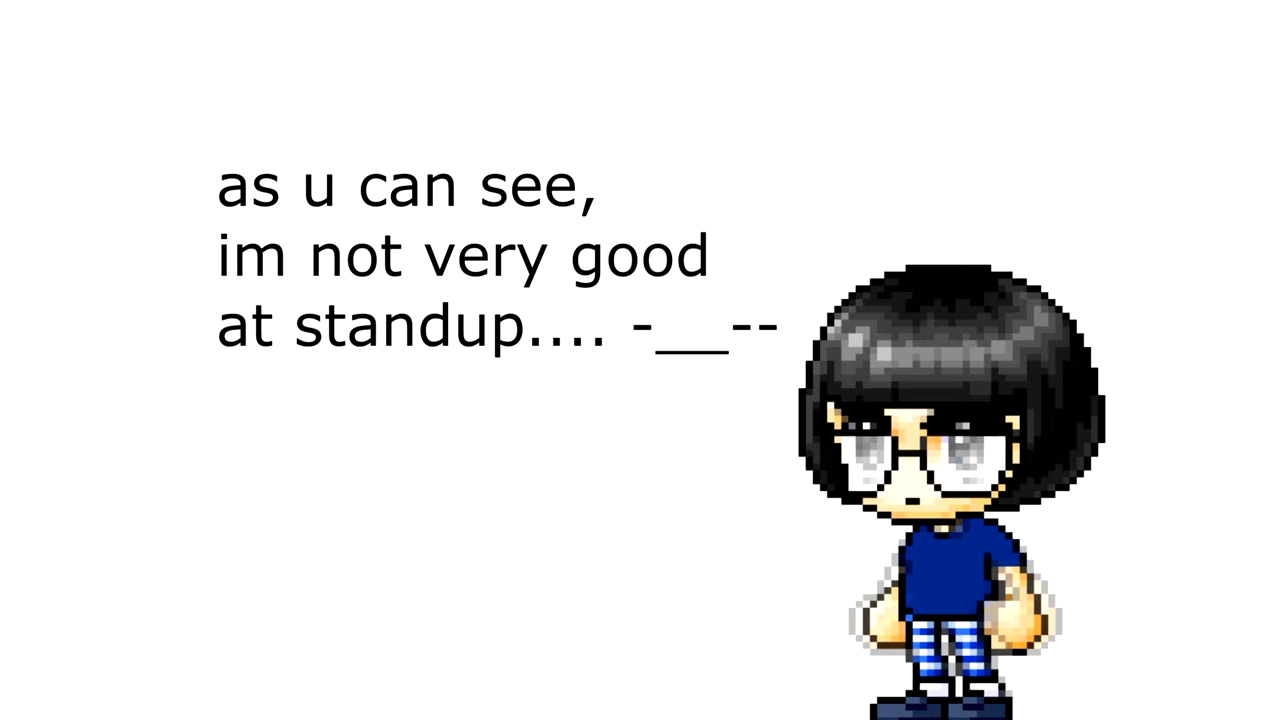 as u can see,
im not very good
at standup.... -__--